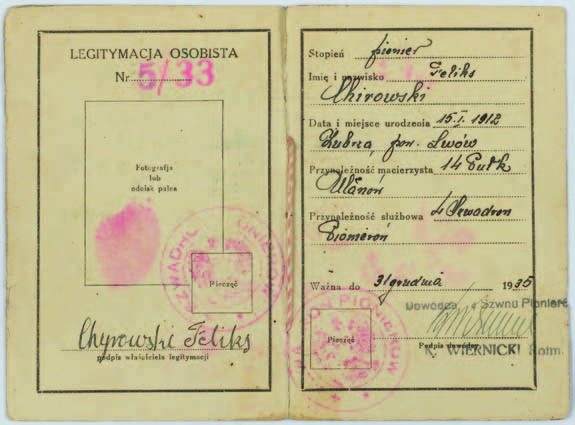 LEGITYMACJA OSOBISTA
Nr 5/33
Fotografja
lub
odcisk palca
Pieczęć
Chyrowski Feliks
podpis właściciela legitymacji
Stopień pionier
Imię i nazwisko Feliks
Chirowski
Data i miejsce urodzenia 15.I.1912
Zubrza, pow. Lwów
Przynależność macierzysta 14 Pułk
Ułanów
Przynależność służbowa Szwadron
Pionierów
Ważna do 31 grudnia 1935
Dowódca Szwnu Pionierów
Pieczęć
Podpis dowódcy
WIERNICKI Rotm.
SZWADRON PIONIERÓW